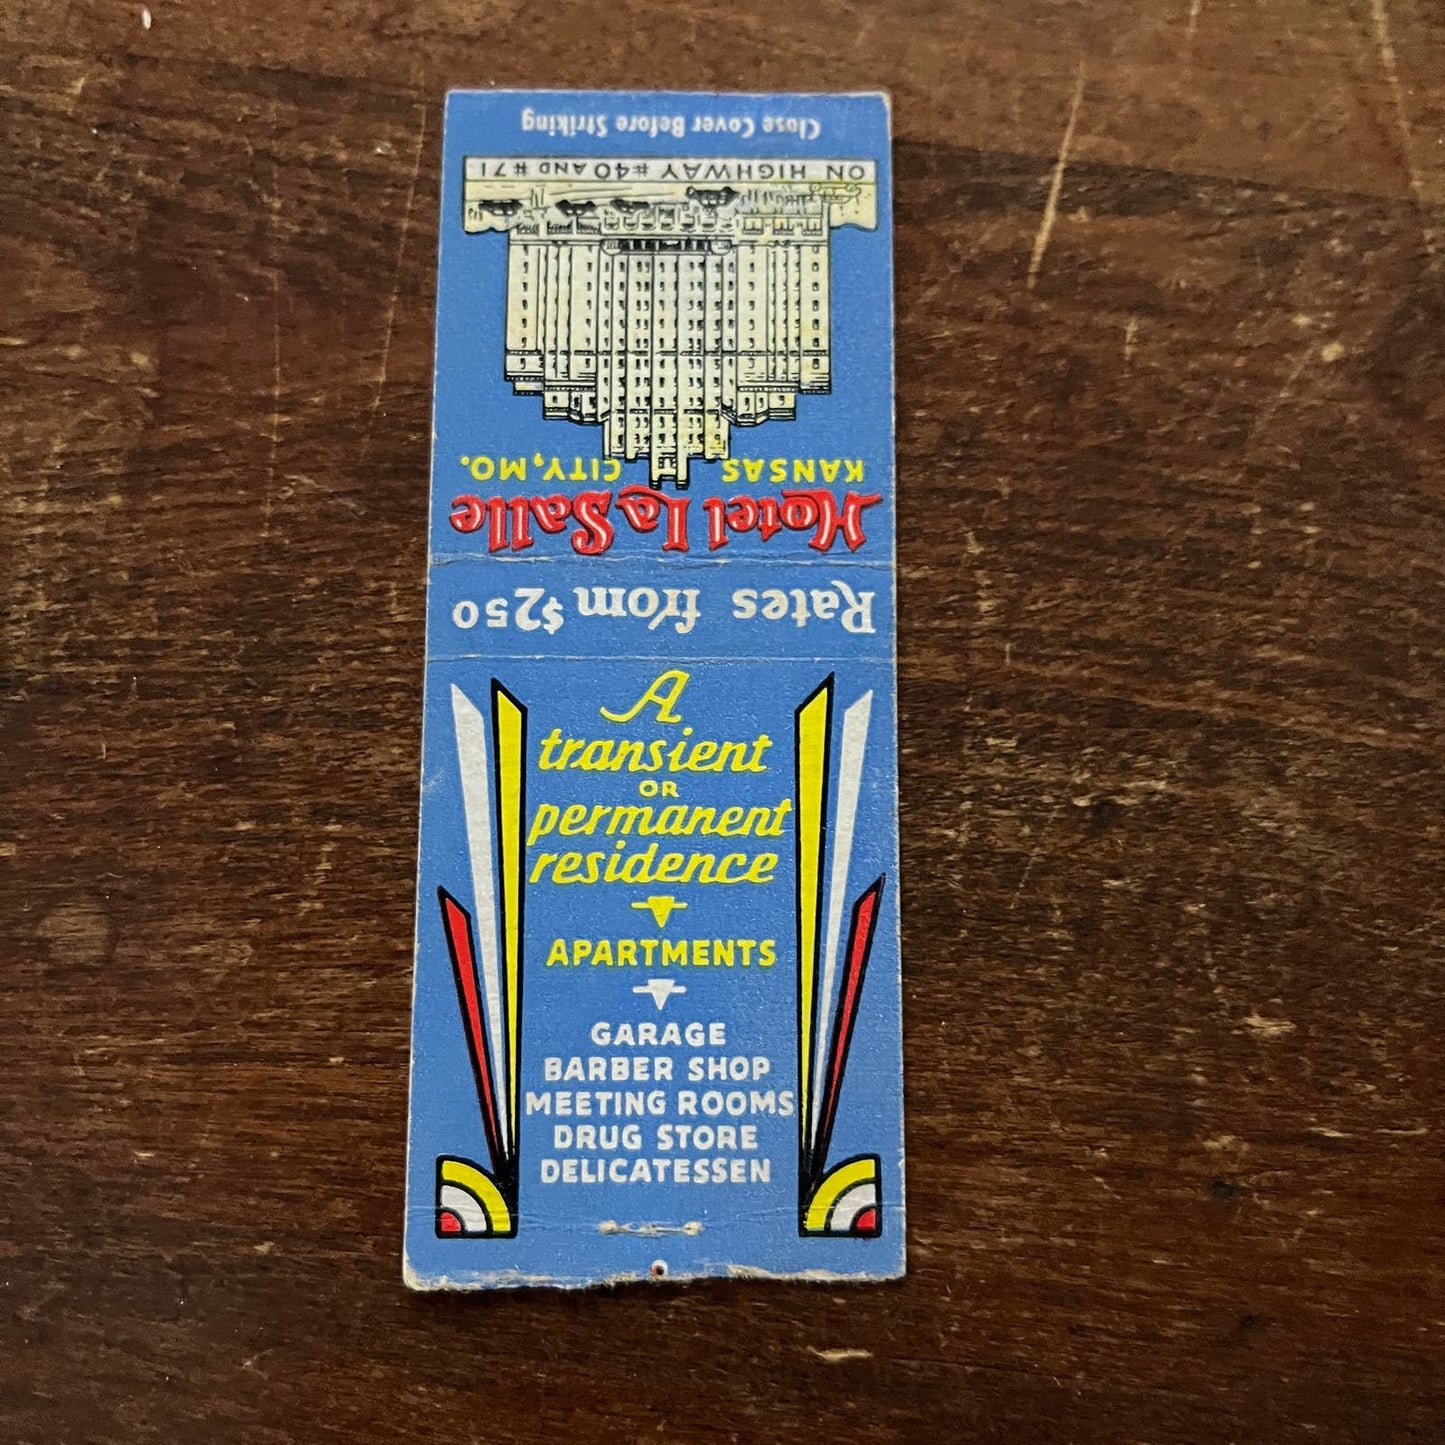 Close Cover Before Striking
ON HIGHWAY #40 AND #71
KANSAS CITY, MO.
Hotel La Salle
Rates from $2.50
A
transient
OR
permanent
residence
APARTMENTS
GARAGE
BARBER SHOP
MEETING ROOMS
DRUG STORE
DELICATESSEN